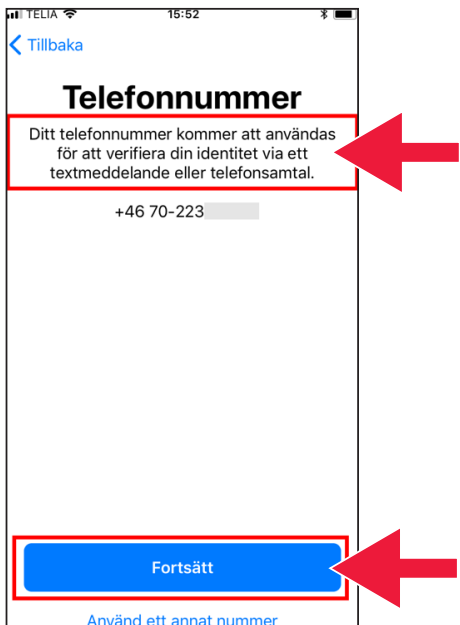 TELIA 15:52
Tillbaka
Telefonnummer
Ditt telefonnummer kommer att användas
för att verifiera din identitet via ett
textmeddelande eller telefonsamtal.
+46 70-223
Fortsätt
Använd ett annat nummer